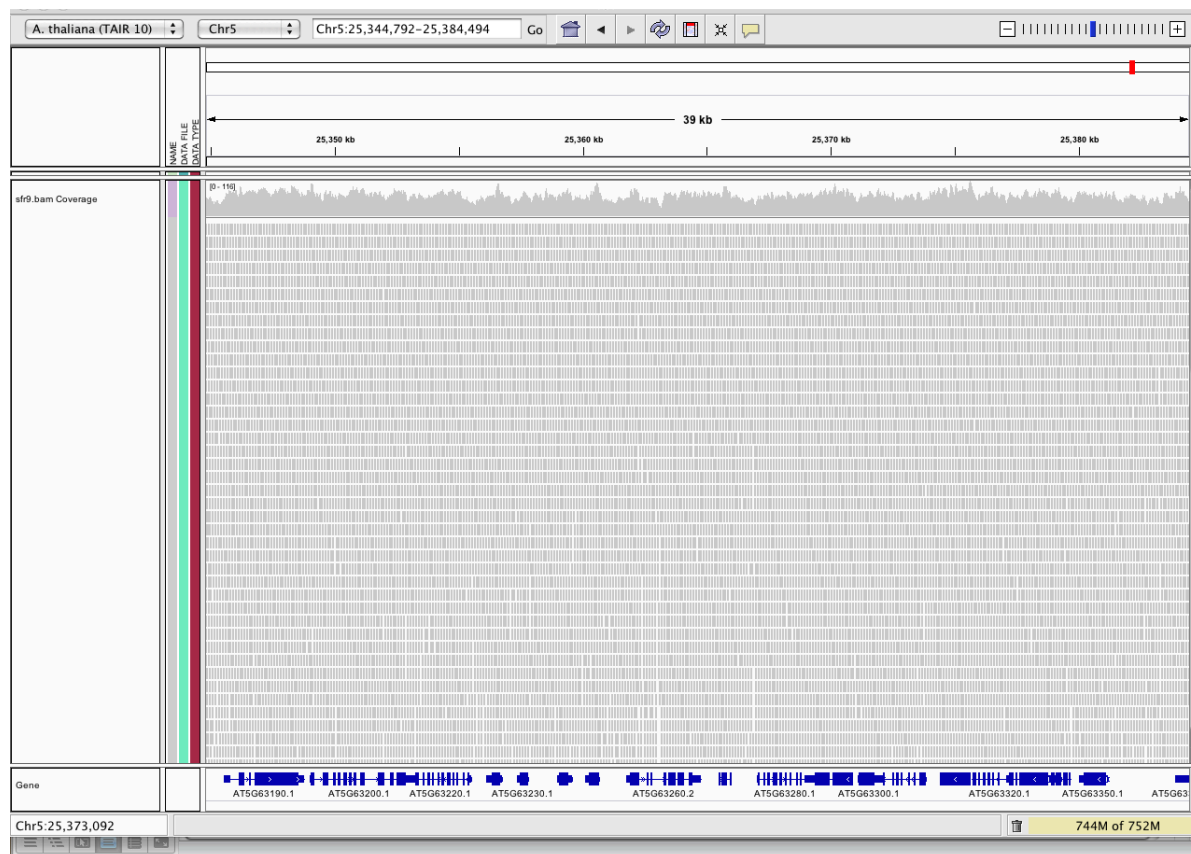 A. thaliana (TAIR 10) Chr5 Chr5:25,344,792-25,384,494 Go
NAME
DATA FILE
DATA TYPE
39 kb
25,350 kb 25,360 kb 25,370 kb 25,380 kb
sfr9.bam Coverage
[0 - 116]
Gene
AT5G63190.1 AT5G63200.1 AT5G63220.1 AT5G63230.1 AT5G63260.2 AT5G63280.1 AT5G63300.1 AT5G63320.1 AT5G63350.1 AT5G63
Chr5:25,373,092 744M of 752M